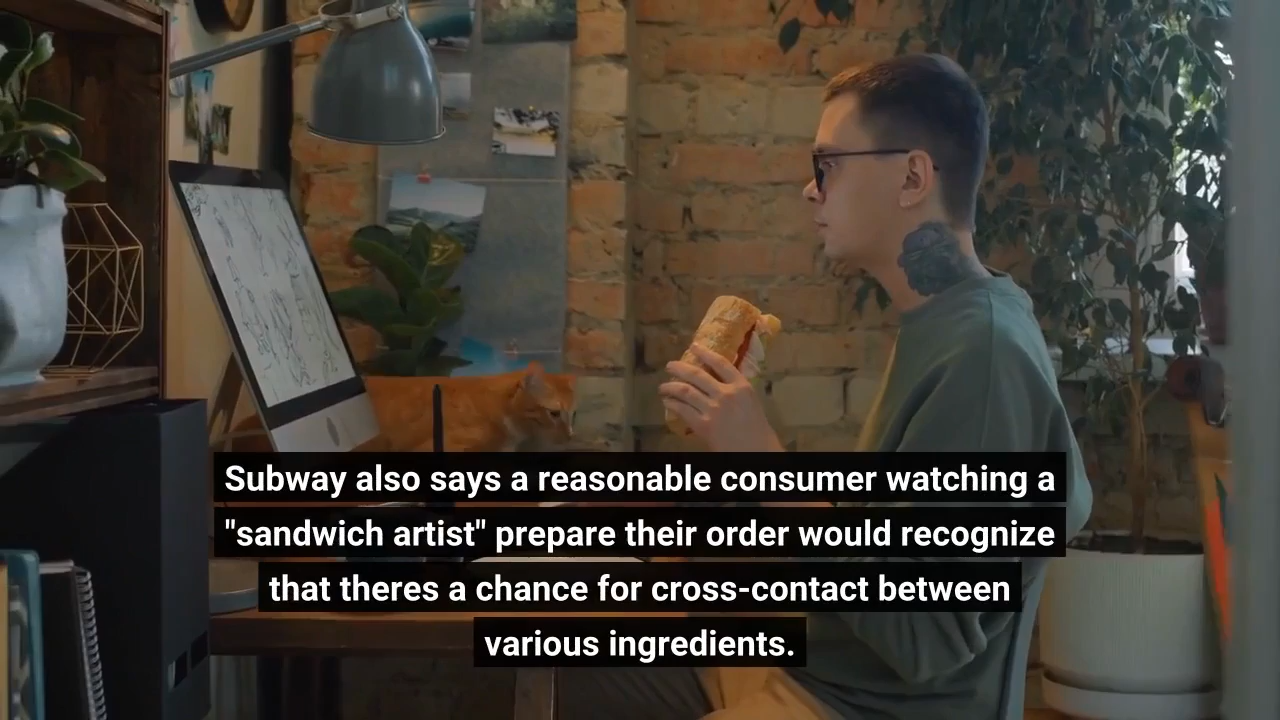 Subway also says a reasonable consumer watching a
"sandwich artist" prepare their order would recognize
that theres a chance for cross-contact between
various ingredients.